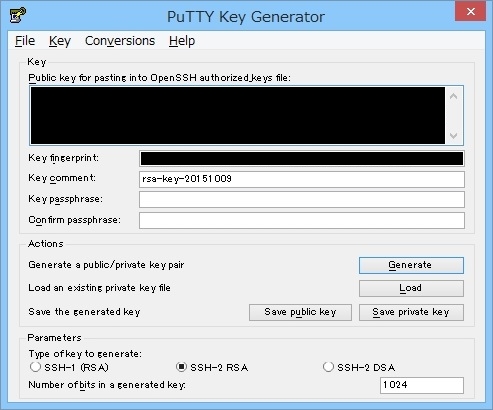 PuTTY Key Generator
File Key Conversions Help
Key
Public key for pasting into OpenSSH authorized_keys file:
Key fingerprint:
Key comment: rsa-key-20151009
Key passphrase:
Confirm passphrase:
Actions
Generate a public/private key pair Generate
Load an existing private key file Load
Save the generated key Save public key Save private key
Parameters
Type of key to generate:
SSH-1 (RSA) SSH-2 RSA SSH-2 DSA
Number of bits in a generated key: 1024